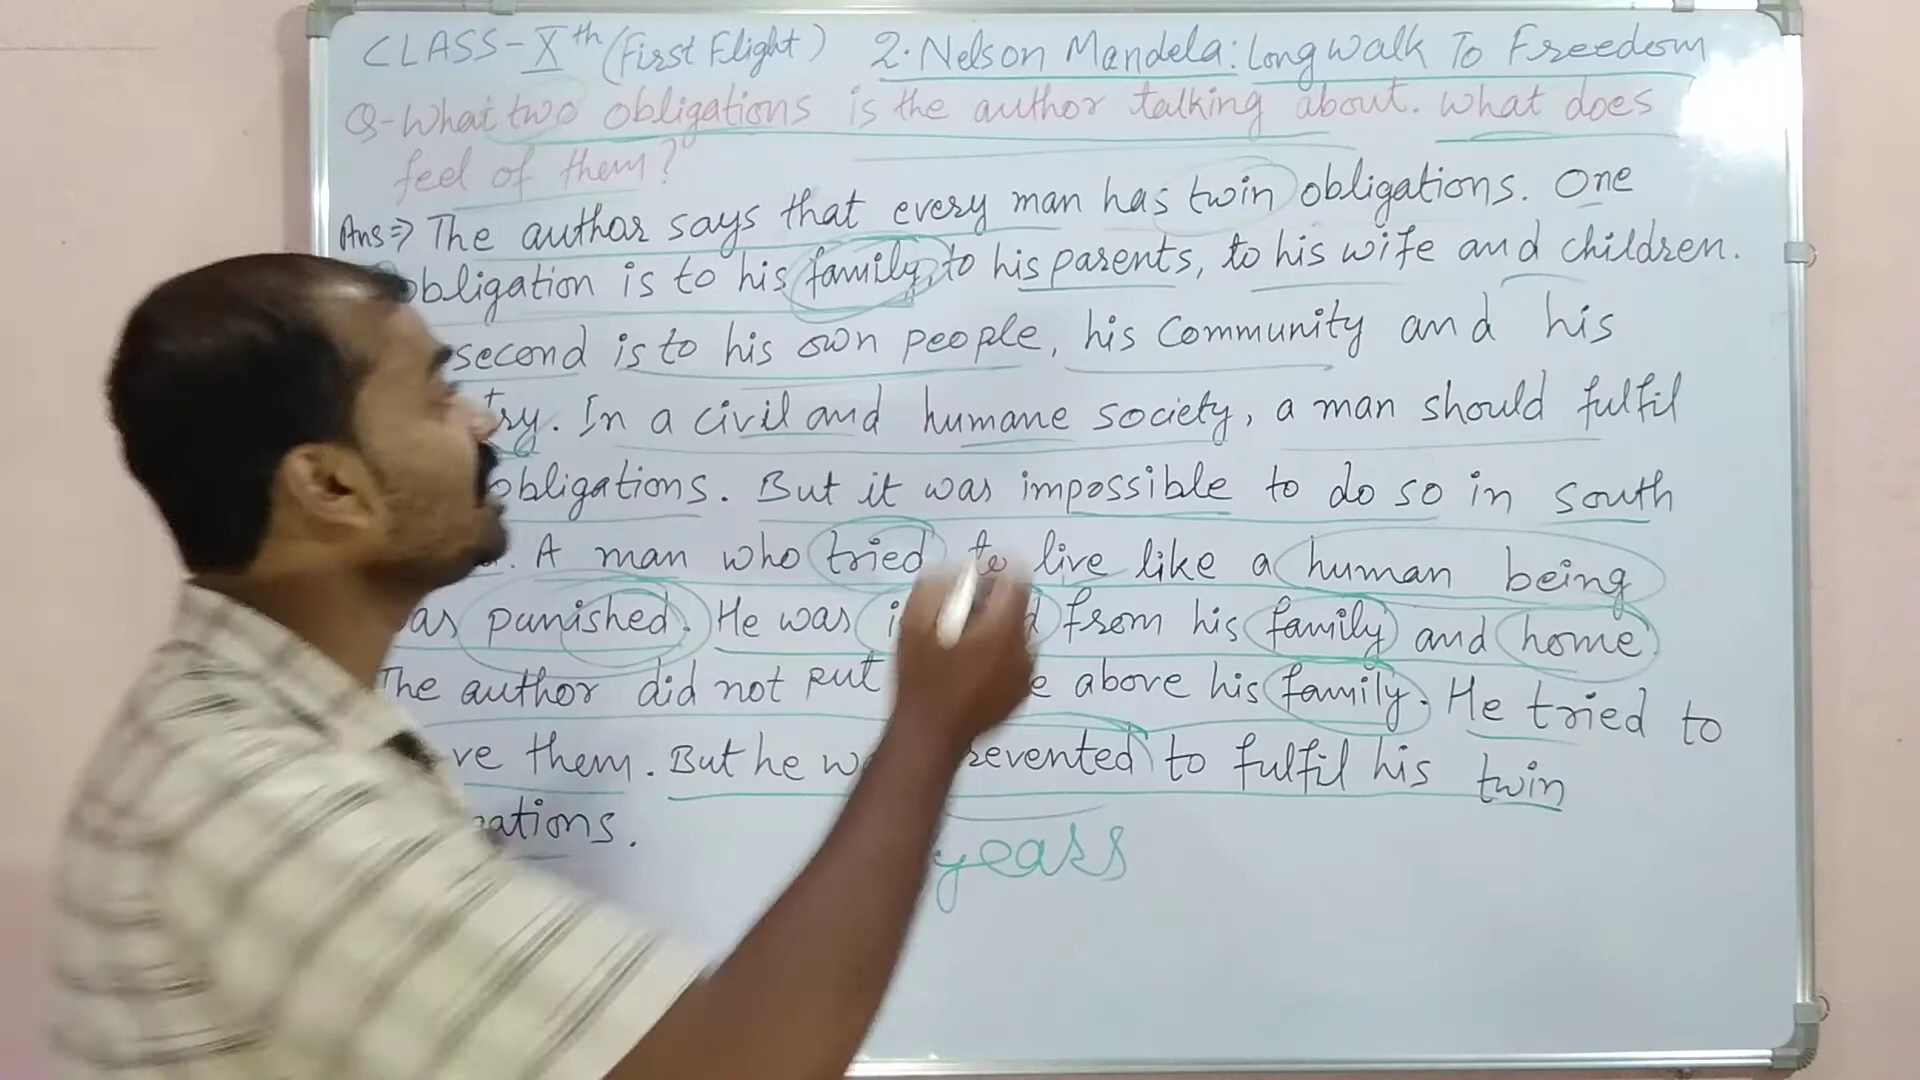 CLASS-Xth (First Flight) 2. Nelson Mandela: Long walk To Freedom
Q-What two obligations is the author talking about. What does
feel of them?
Ans⇒ The author says that every man has twin obligations. One
obligation is to his family, to his parents, to his wife and children.
second is to his own people, his community and his
try. In a civil and humane society, a man should fulfil
obligations. But it was impossible to do so in south
A man who tried to live like a human being
as punished. He was from his family and home.
The author did not put above his family. He tried to
ve them. But he revented to fulfil his twin
ations.
years